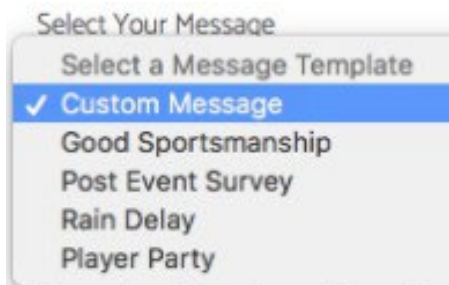 Select Your Message
Select a Message Template
✓ Custom Message
Good Sportsmanship
Post Event Survey
Rain Delay
Player Party